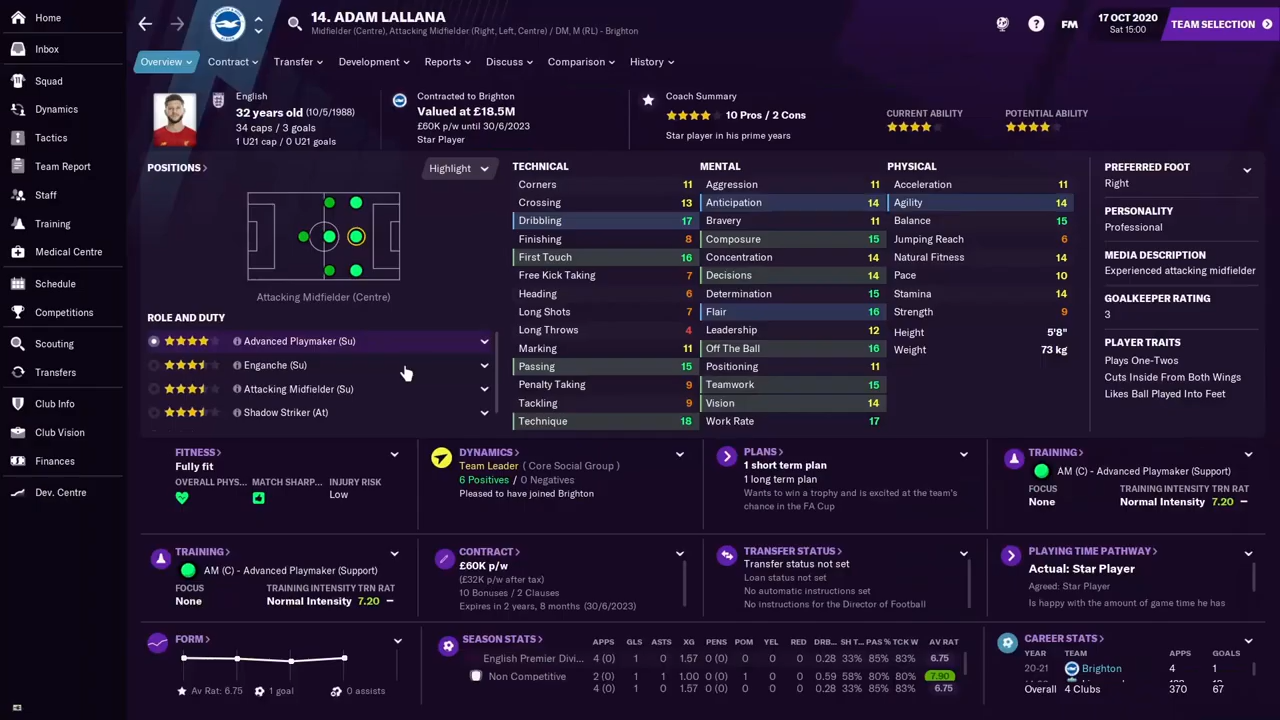 Home
Inbox
Squad
Dynamics
Tactics
Team Report
Staff
Training
Medical Centre
Schedule
Competitions
Scouting
Transfers
Club Info
Club Vision
Finances
Dev. Centre
14. ADAM LALLANA
Midfielder (Centre), Attacking Midfielder (Right, Left, Centre) / DM, M (RL) - Brighton
FM
17 OCT 2020
Sat 15:00
TEAM SELECTION
Overview Contract Transfer Development Reports Discuss Comparison History
English
32 years old (10/5/1988)
34 caps / 3 goals
1 U21 cap / 0 U21 goals
Contracted to Brighton
Valued at £18.5M
£60K p/w until 30/6/2023
Star Player
Coach Summary
10 Pros / 2 Cons
Star player in his prime years
CURRENT ABILITY
POTENTIAL ABILITY
POSITIONS
Highlight
Attacking Midfielder (Centre)
ROLE AND DUTY
Advanced Playmaker (Su)
Enganche (Su)
Attacking Midfielder (Su)
Shadow Striker (At)
TECHNICAL
Corners 11
Crossing 13
Dribbling 17
Finishing 8
First Touch 16
Free Kick Taking 7
Heading 6
Long Shots 7
Long Throws 4
Marking 11
Passing 15
Penalty Taking 9
Tackling 9
Technique 18
MENTAL
Aggression 11
Anticipation 14
Bravery 11
Composure 15
Concentration 14
Decisions 14
Determination 15
Flair 16
Leadership 12
Off The Ball 16
Positioning 11
Teamwork 15
Vision 14
Work Rate 17
PHYSICAL
Acceleration 11
Agility 14
Balance 15
Jumping Reach 6
Natural Fitness 14
Pace 10
Stamina 14
Strength 9
Height 5'8"
Weight 73 kg
PREFERRED FOOT
Right
PERSONALITY
Professional
MEDIA DESCRIPTION
Experienced attacking midfielder
GOALKEEPER RATING
3
PLAYER TRAITS
Plays One-Twos
Cuts Inside From Both Wings
Likes Ball Played Into Feet
FITNESS
Fully fit
OVERALL PHYS... MATCH SHARP... INJURY RISK
Low
DYNAMICS
Team Leader ( Core Social Group )
6 Positives / 0 Negatives
Pleased to have joined Brighton
PLANS
1 short term plan
1 long term plan
Wants to win a trophy and is excited at the team's
chance in the FA Cup
TRAINING
AM (C) - Advanced Playmaker (Support)
FOCUS TRAINING INTENSITY TRN RAT
None Normal Intensity 7.20
TRAINING
AM (C) - Advanced Playmaker (Support)
FOCUS TRAINING INTENSITY TRN RAT
None Normal Intensity 7.20
CONTRACT
£60K p/w
(£32K p/w after tax)
10 Bonuses / 2 Clauses
Expires in 2 years, 8 months (30/6/2023)
TRANSFER STATUS
Transfer status not set
Loan status not set
No automatic instructions set
No instructions for the Director of Football
PLAYING TIME PATHWAY
Actual: Star Player
Agreed: Star Player
Is happy with the amount of game time he has
FORM
Av Rat: 6.75 1 goal 0 assists
SEASON STATS APPS GLS ASTS XG PENS POM YEL RED DRB... SH T... PAS % TCK W AV RAT
English Premier Divi... 4 (0) 1 0 1.57 0 (0) 0 0 0 0.28 33% 85% 83% 6.75
Non Competitive 2 (0) 1 1 1.00 0 (0) 1 0 0 0.59 58% 80% 80% 7.90
4 (0) 1 0 1.57 0 (0) 0 0 0 0.28 33% 85% 83% 6.75
CAREER STATS
YEAR TEAM APPS GOALS
20-21 Brighton 4 1
Overall 4 Clubs 370 67